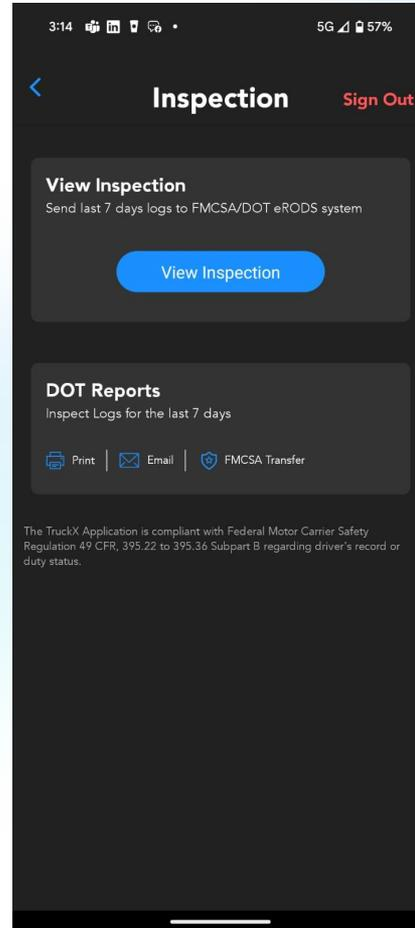 3:14 5G 57%
Inspection
Sign Out
View Inspection
Send last 7 days logs to FMCSA/DOT eRODS system
View Inspection
DOT Reports
Inspect Logs for the last 7 days
Print Email FMCSA Transfer
The TruckX Application is compliant with Federal Motor Carrier Safety
Regulation 49 CFR, 395.22 to 395.36 Subpart B regarding driver's record or
duty status.